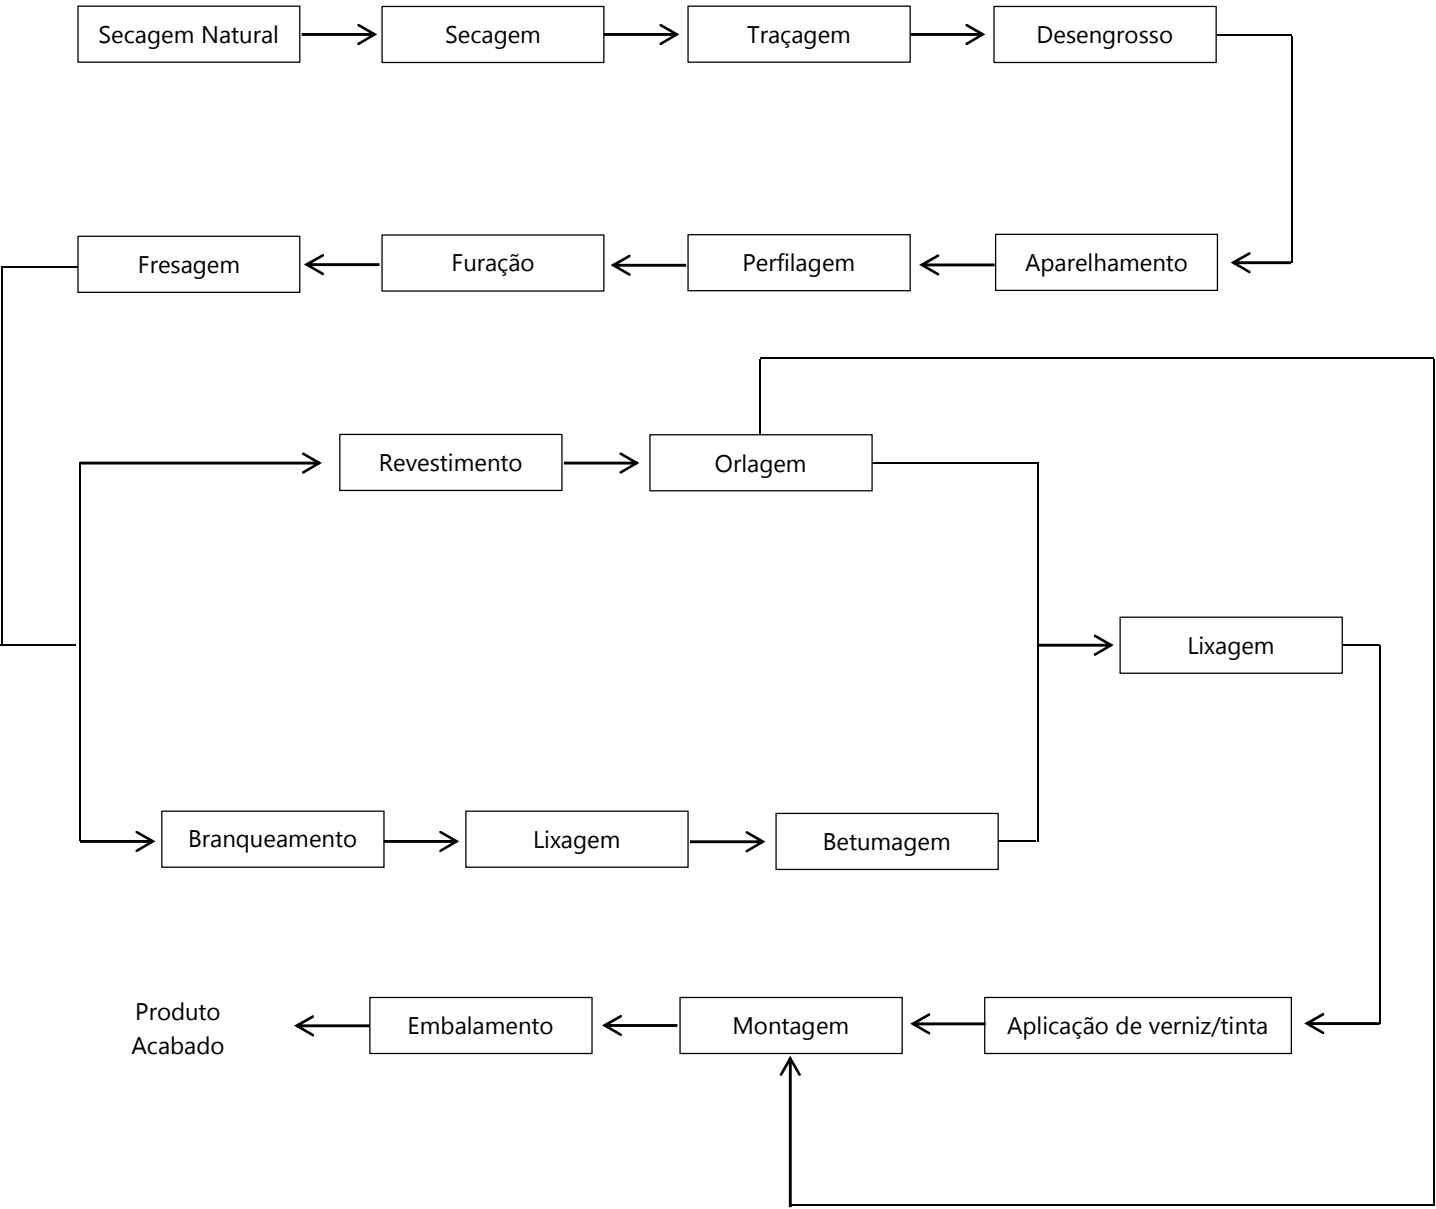 Secagem Natural
Secagem
Traçagem
Desengrosso
Fresagem
Furação
Perfilagem
Aparelhamento
Revestimento
Orlagem
Lixagem
Branqueamento
Lixagem
Betumagem
Produto
Acabado
Embalamento
Montagem
Aplicação de verniz/tinta